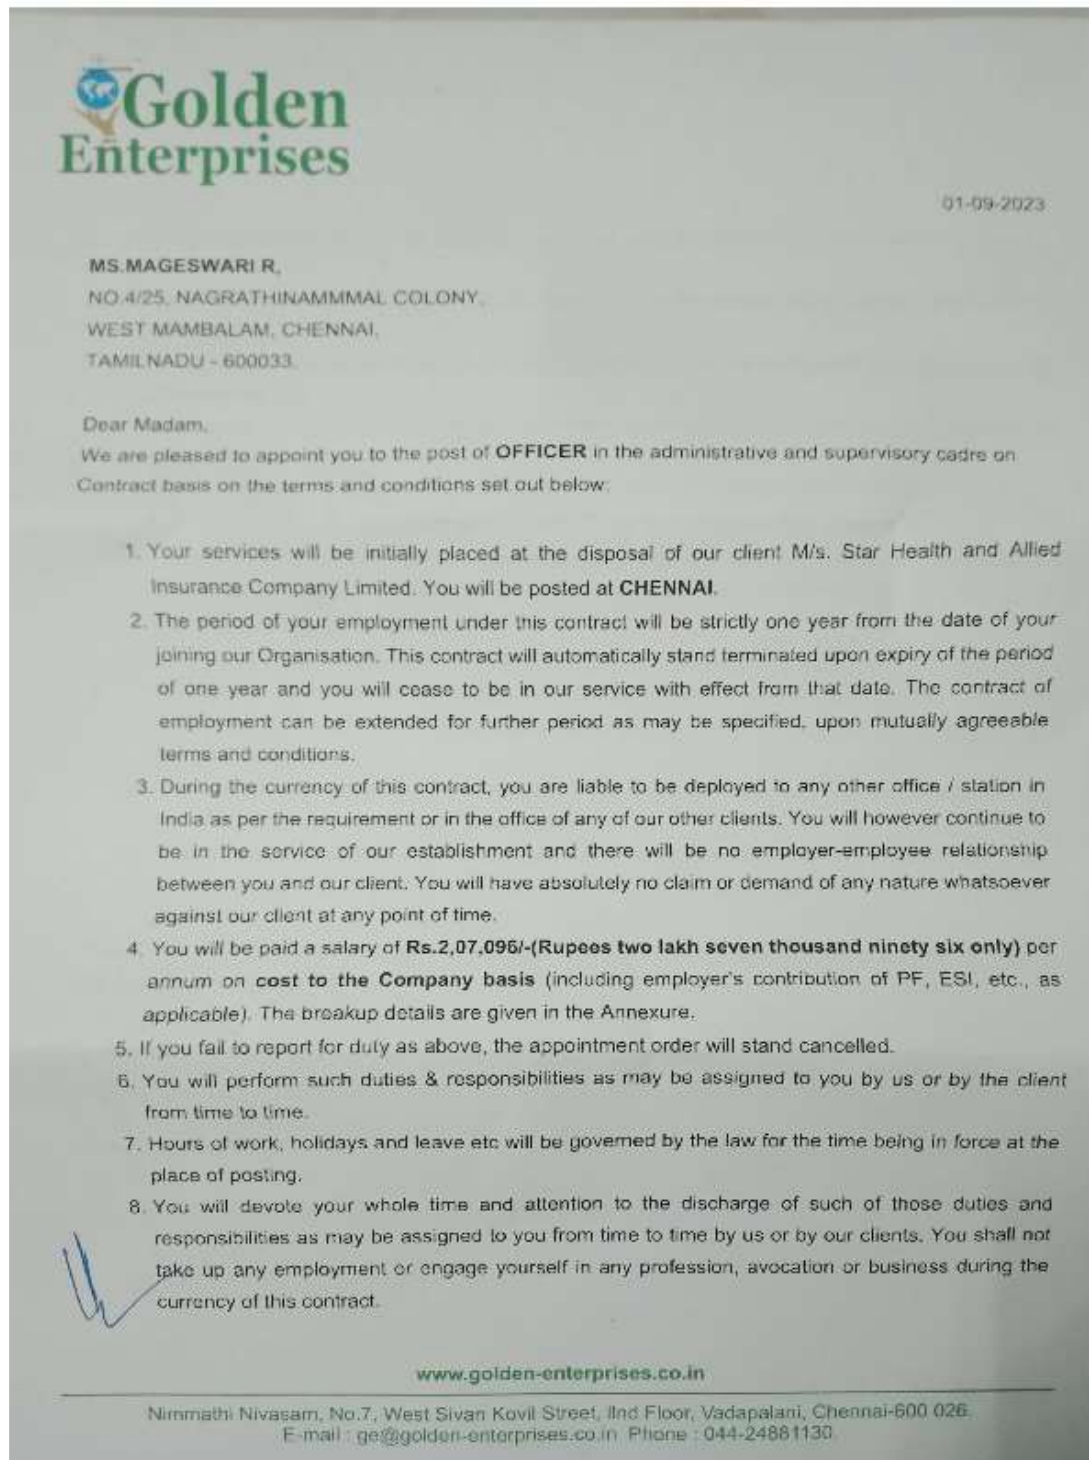 Golden
Enterprises
01-09-2023
MS.MAGESWARI R,
NO.4/25, NAGRATHINAMMMAL COLONY,
WEST MAMBALAM, CHENNAI,
TAMILNADU - 600033.
Dear Madam,
We are pleased to appoint you to the post of OFFICER in the administrative and supervisory cadre on
Contract basis on the terms and conditions set out below:
1. Your services will be initially placed at the disposal of our client M/s. Star Health and Allied
Insurance Company Limited. You will be posted at CHENNAI.
2. The period of your employment under this contract will be strictly one year from the date of your
joining our Organisation. This contract will automatically stand terminated upon expiry of the period
of one year and you will cease to be in our service with effect from that date. The contract of
employment can be extended for further period as may be specified, upon mutually agreeable
terms and conditions.
3. During the currency of this contract, you are liable to be deployed to any other office / station in
India as per the requirement or in the office of any of our other clients. You will however continue to
be in the service of our establishment and there will be no employer-employee relationship
between you and our client. You will have absolutely no claim or demand of any nature whatsoever
against our client at any point of time.
4. You will be paid a salary of Rs.2,07,096/-(Rupees two lakh seven thousand ninety six only) per
annum on cost to the Company basis (including employer's contribution of PF, ESI, etc., as
applicable). The breakup details are given in the Annexure.
5. If you fail to report for duty as above, the appointment order will stand cancelled.
6. You will perform such duties & responsibilities as may be assigned to you by us or by the client
from time to time.
7. Hours of work, holidays and leave etc will be governed by the law for the time being in force at the
place of posting.
8. You will devote your whole time and attention to the discharge of such of those duties and
responsibilities as may be assigned to you from time to time by us or by our clients. You shall not
take up any employment or engage yourself in any profession, avocation or business during the
currency of this contract.
www.golden-enterprises.co.in
Nimmathi Nivasam, No.7, West Sivan Kovil Street, IInd Floor, Vadapalani, Chennai-600 026.
E-mail : ge@golden-enterprises.co.in Phone : 044-24881130